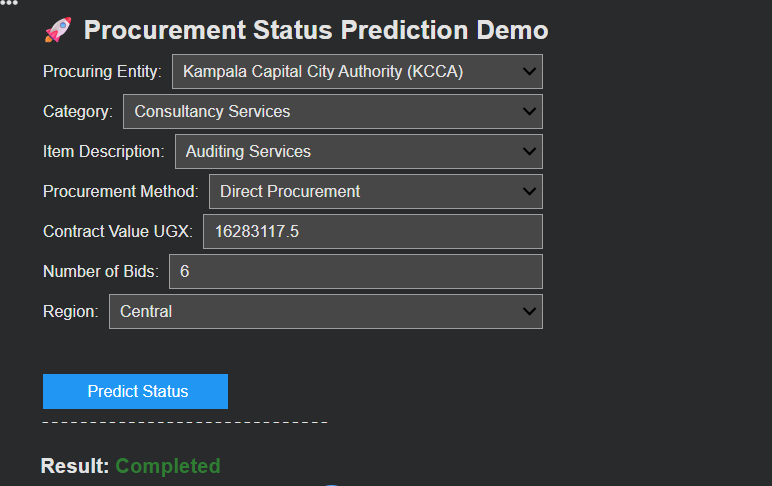 🚀 Procurement Status Prediction Demo
Procuring Entity: Kampala Capital City Authority (KCCA)
Category: Consultancy Services
Item Description: Auditing Services
Procurement Method: Direct Procurement
Contract Value UGX: 16283117.5
Number of Bids: 6
Region: Central
Predict Status
------------------------------
Result: Completed